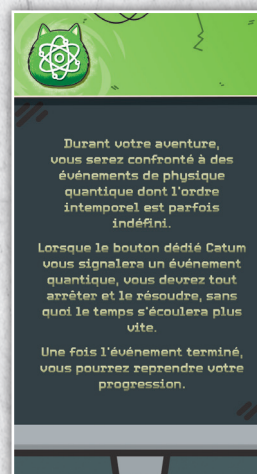 Durant votre aventure,
vous serez confronté à des
événements de physique
quantique dont l'ordre
intemporel est parfois
indéfini.
Lorsque le bouton dédié Catum
vous signalera un événement
quantique, vous devrez tout
arrêter et le résoudre, sans
quoi le temps s'écoulera plus
vite.
Une fois l'événement terminé,
vous pourrez reprendre votre
progression.